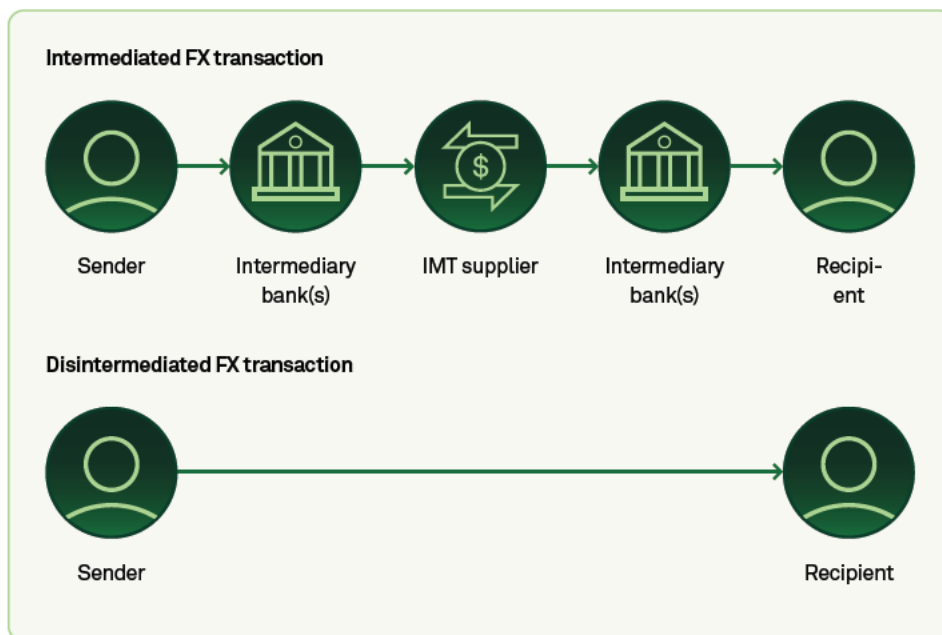 Intermediated FX transaction
$
Sender
Intermediary
bank(s)
IMT supplier
Intermediary
bank(s)
Recipi-
ent
Disintermediated FX transaction
Sender
Recipient